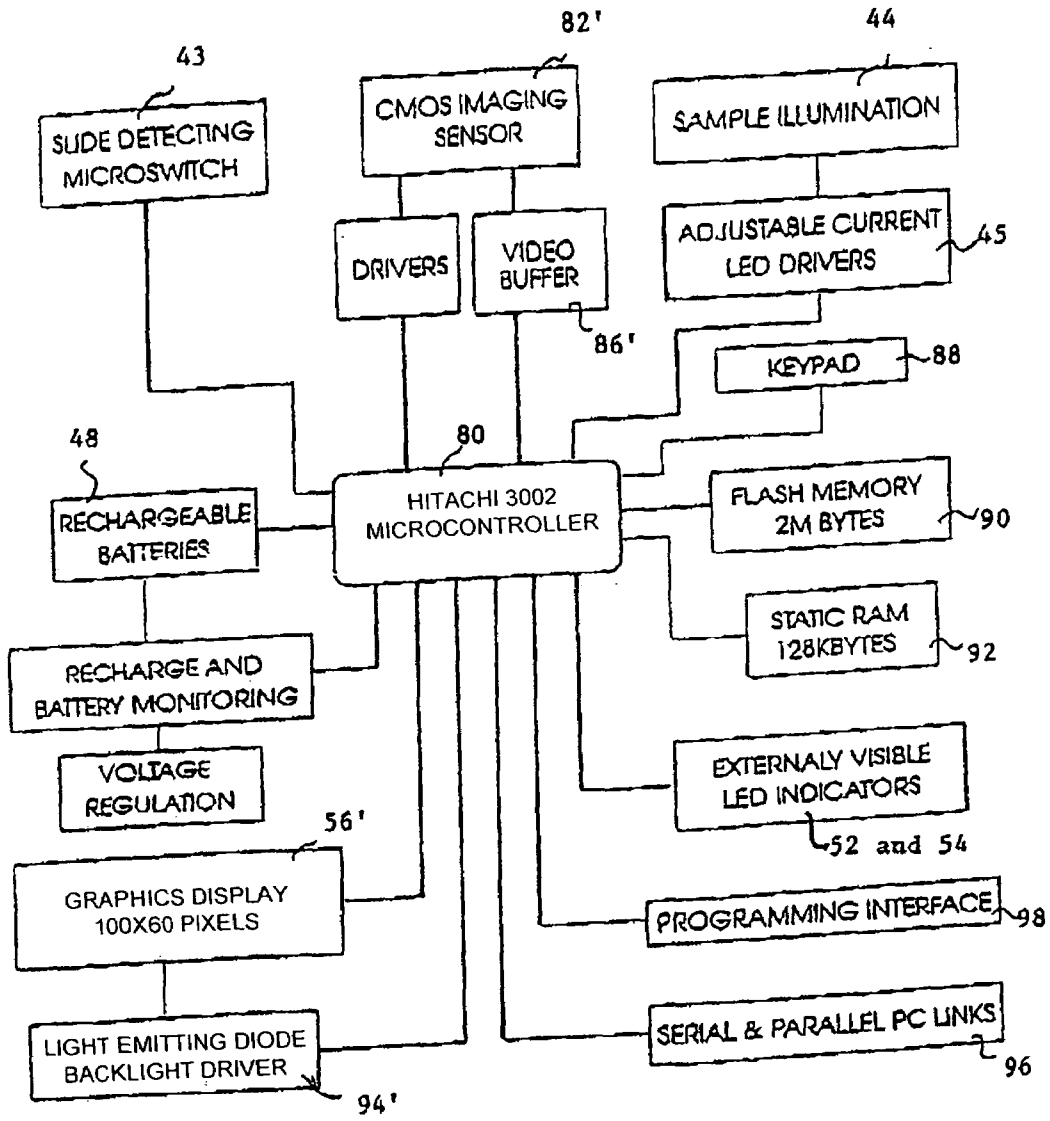 82'
44
43
CMOS IMAGING
SENSOR
SAMPLE ILLUMINATION
SLIDE DETECTING
MICROSWITCH
DRIVERS
VIDEO
BUFFER
86'
ADJUSTABLE CURRENT
LED DRIVERS
45
KEYPAD
88
48
80
RECHARGEABLE
BATTERIES
HITACHI 3002
MICROCONTROLLER
FLASH MEMORY
2M BYTES
90
STATIC RAM
128KBYTES
92
RECHARGE AND
BATTERY MONITORING
VOLTAGE
REGULATION
EXTERNALY VISIBLE
LED INDICATORS
52 and 54
56'
GRAPHICS DISPLAY
100X60 PIXELS
PROGRAMMING INTERFACE
98
LIGHT EMITTING DIODE
BACKLIGHT DRIVER
94'
SERIAL & PARALLEL PC LINKS
96